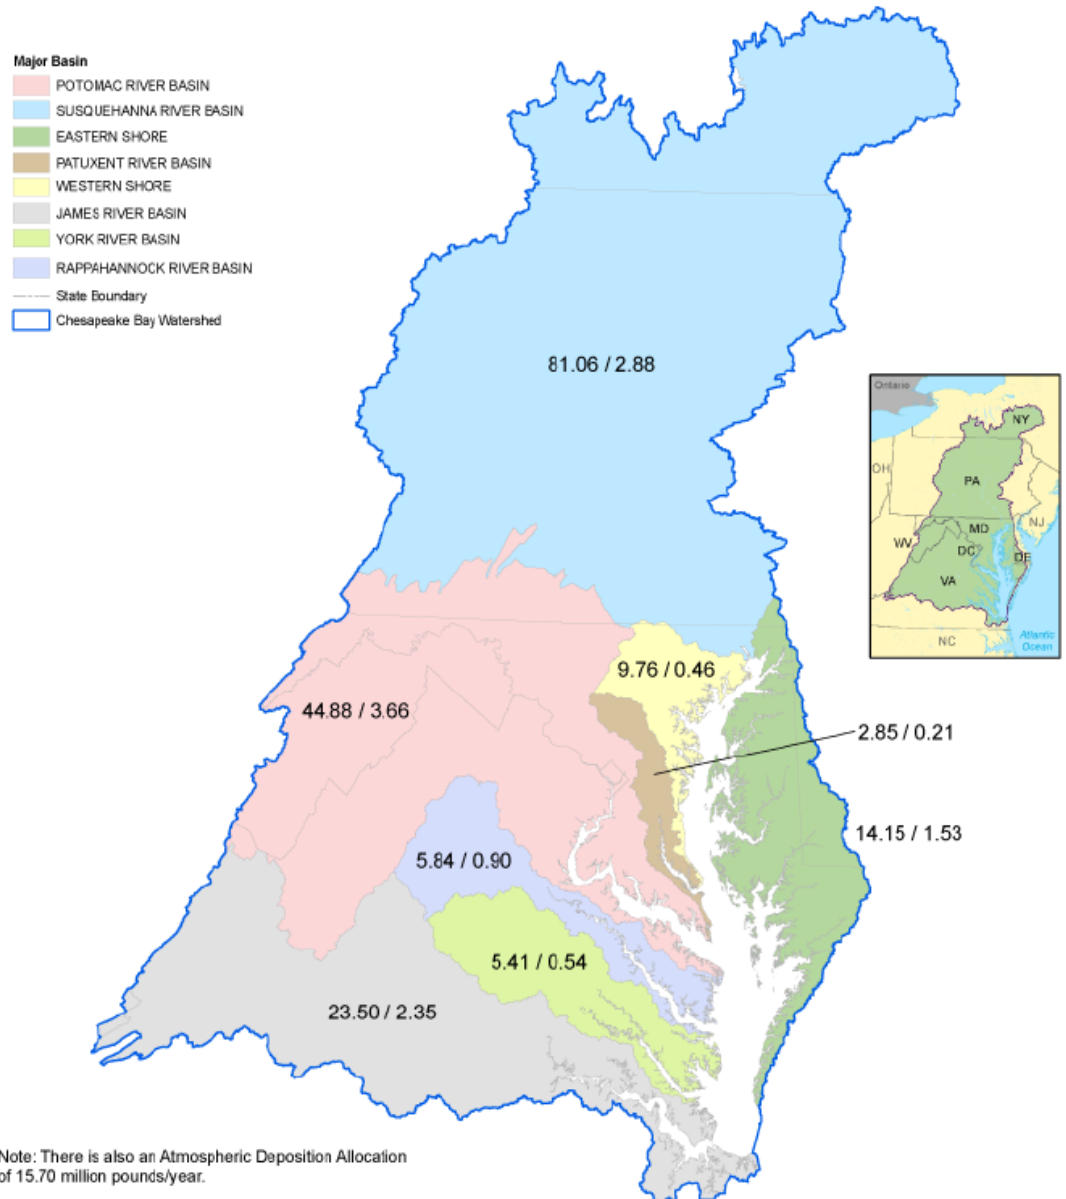 Major Basin
POTOMAC RIVER BASIN
SUSQUEHANNA RIVER BASIN
EASTERN SHORE
PATUXENT RIVER BASIN
WESTERN SHORE
JAMES RIVER BASIN
YORK RIVER BASIN
RAPPAHANNOCK RIVER BASIN
State Boundary
Chesapeake Bay Watershed
81.06 / 2.88
Ontario
NY
OH
PA
NJ
MD
WV
DC
DE
VA
NC
Atlantic
Ocean
9.76 / 0.46
44.88 / 3.66
2.85 / 0.21
14.15 / 1.53
5.84 / 0.90
5.41 / 0.54
23.50 / 2.35
Note: There is also an Atmospheric Deposition Allocation
of 15.70 million pounds/year.